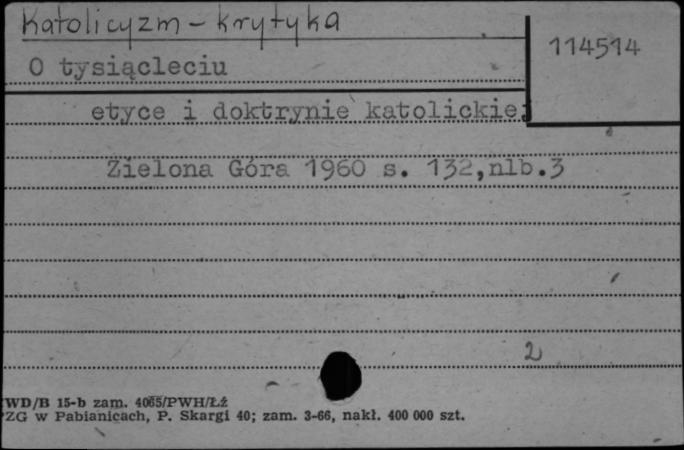 Katolicyzm - krytyka
114514
O tysiącleciu
etyce i doktrynie katolickiej
Zielona Góra 1960 s. 132,nlb.3
2
WD/B 15-b zam. 4065/PWH/Łź
PZG w Pabianicach, P. Skargi 40; zam. 3-66, nakł. 400 000 szt.